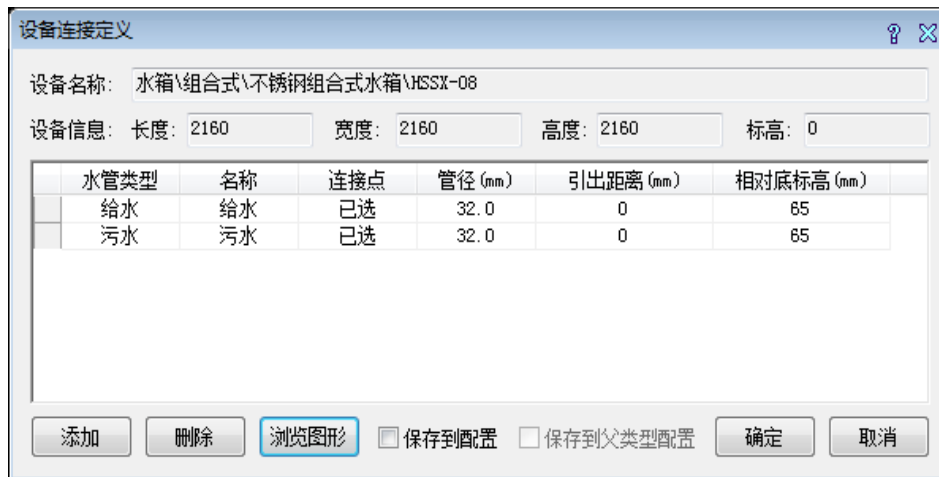 设备连接定义
设备名称: 水箱\组合式\不锈钢组合式水箱\HSSX-08
设备信息: 长度: 2160 宽度: 2160 高度: 2160 标高: 0
水管类型 名称 连接点 管径(mm) 引出距离(mm) 相对底标高(mm)
给水 给水 已选 32.0 0 65
污水 污水 已选 32.0 0 65
添加 删除 浏览图形 保存到配置 保存到父类型配置 确定 取消